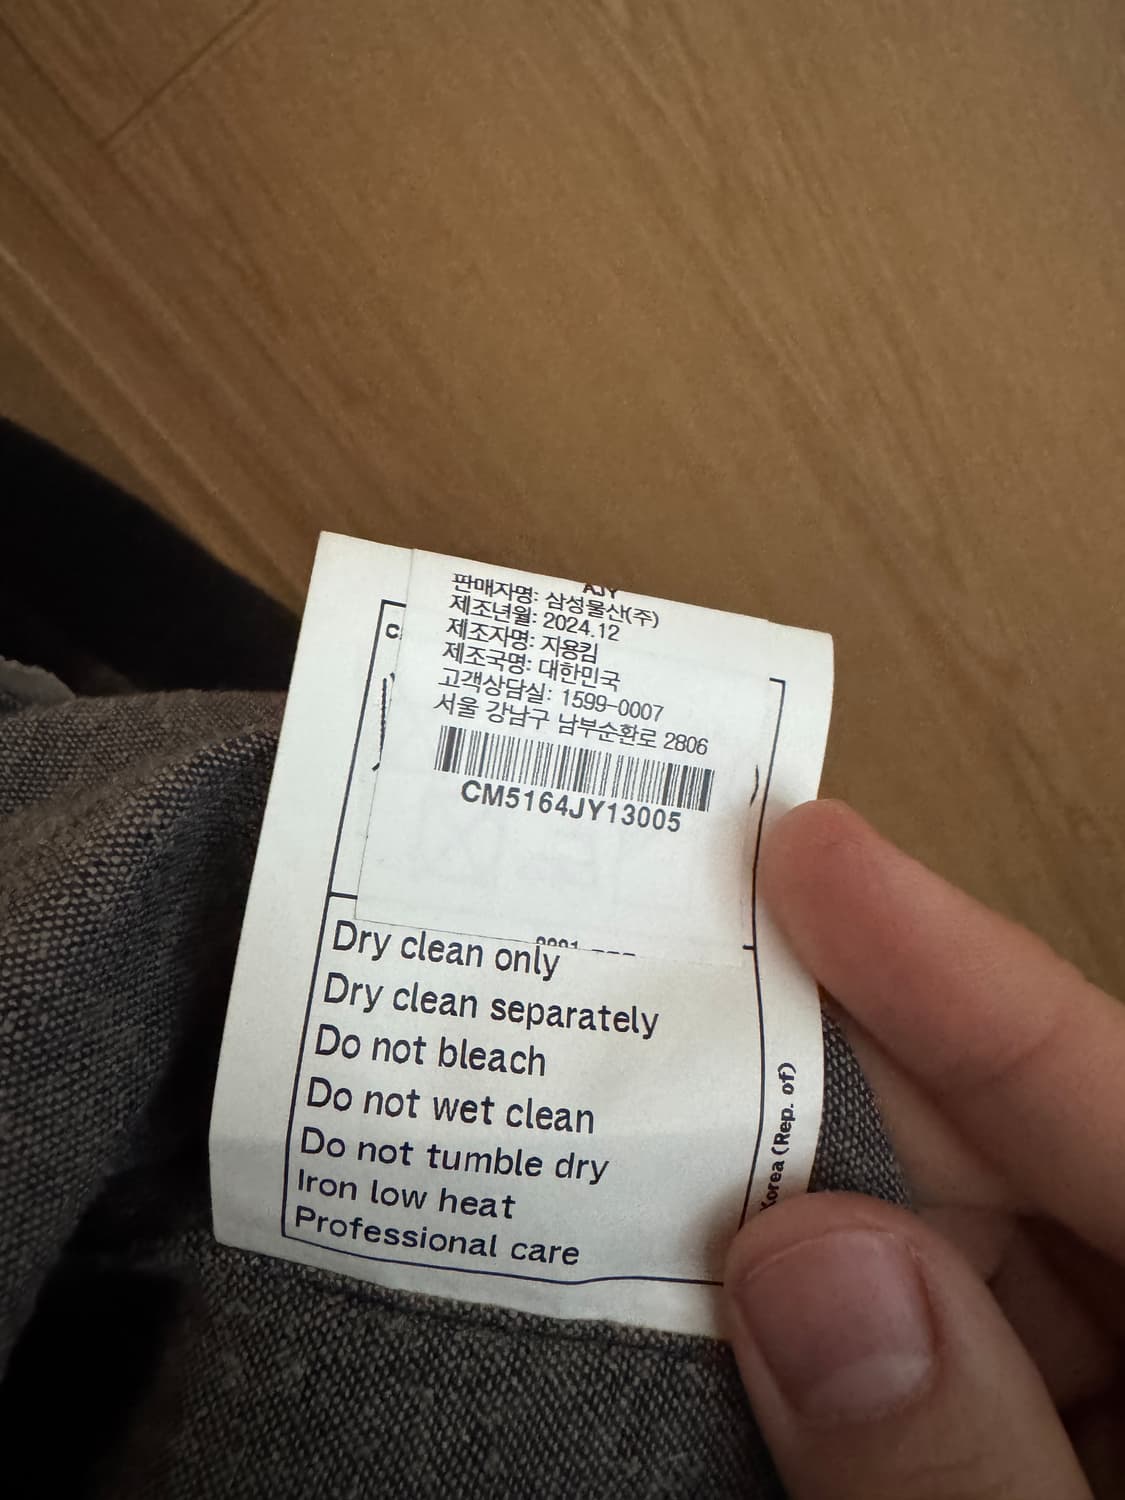 AJY
판매자명: 삼성물산(주)
제조년월: 2024.12
제조자명: 지용킴
제조국명: 대한민국
고객상담실: 1599-0007
서울 강남구 남부순환로 2806
CM5164JY13005
Dry clean only
Dry clean separately
Do not bleach
Do not wet clean
Do not tumble dry
Iron low heat
Professional care
Korea (Rep. of)